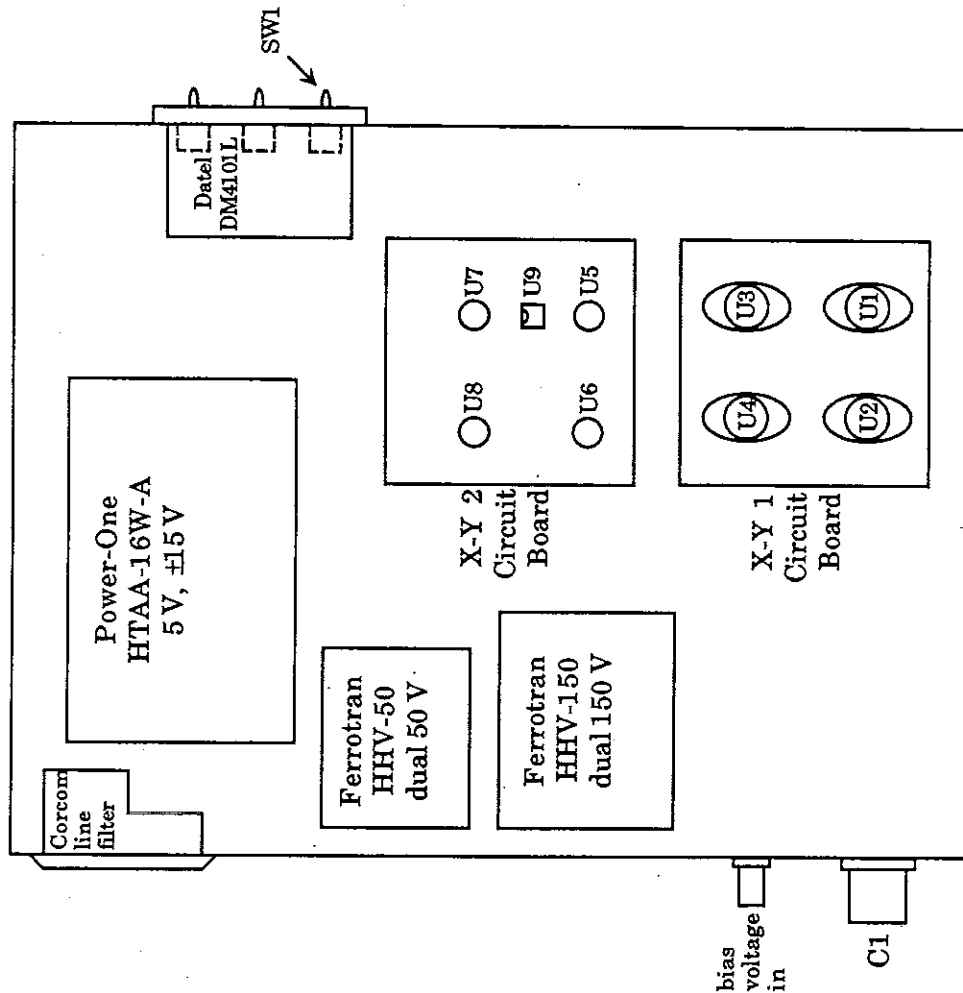 SW1
Datel
DM4101L
Power-One
HTAA-16W-A
5V, ±15V
Corcom
line
filter
Ferrotran
HHV-50
dual 50 V
Ferrotran
HHV-150
dual 150 V
U7
U8
U9
U5
U6
X-Y 2
Circuit
Board
U3
U4
U1
U2
X-Y 1
Circuit
Board
bias
voltage
in
C1